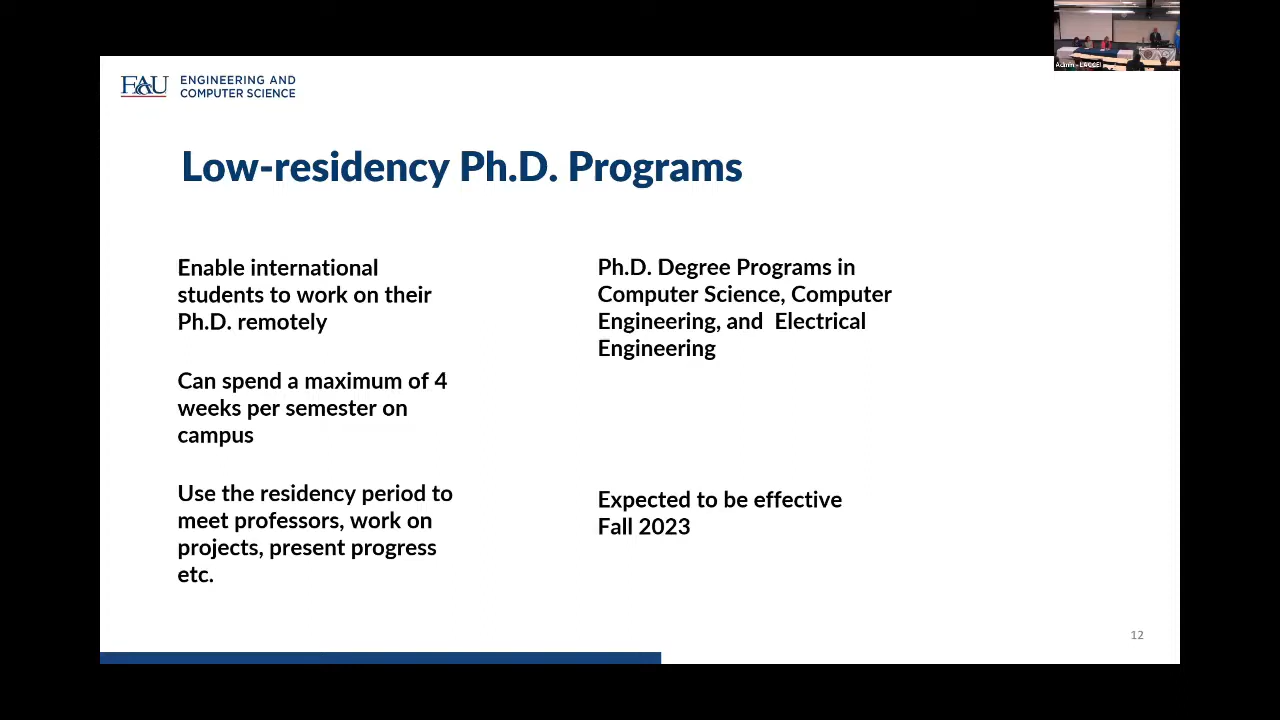 FAU
ENGINEERING AND
COMPUTER SCIENCE
Admin - LACCEI
Low-residency Ph.D. Programs
Enable international
students to work on their
Ph.D. remotely
Can spend a maximum of 4
weeks per semester on
campus
Use the residency period to
meet professors, work on
projects, present progress
etc.
Ph.D. Degree Programs in
Computer Science, Computer
Engineering, and  Electrical
Engineering
Expected to be effective
Fall 2023
12